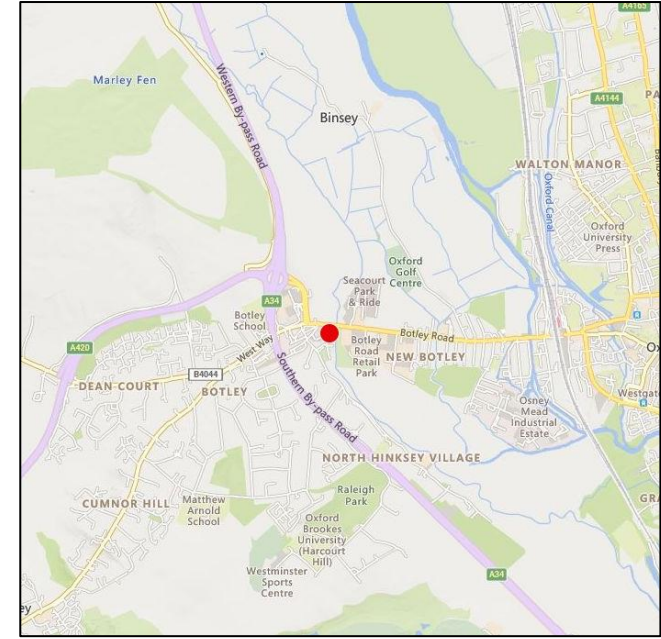 A4165
Marley Fen
Western By-pass Road
Binsey
A4144
PA
WALTON MANOR
Oxford Canal
Oxford
University
Press
Oxford
Golf
Centre
Seacourt
Park
& Ride
A34
Botley
School
West Way
Botley Road
Botley
Road
Retail
Park
NEW BOTLEY
A420
B4044
DEAN COURT
BOTLEY
Southern By-pass Road
Westgat
Osney
Mead
Industrial
Estate
NORTH HINKSEY VILLAGE
CUMNOR HILL
Matthew
Arnold
School
Raleigh
Park
Oxford
Brookes
University
(Harcourt
Hill)
GRA
Westminster
Sports
Centre
A34
ey